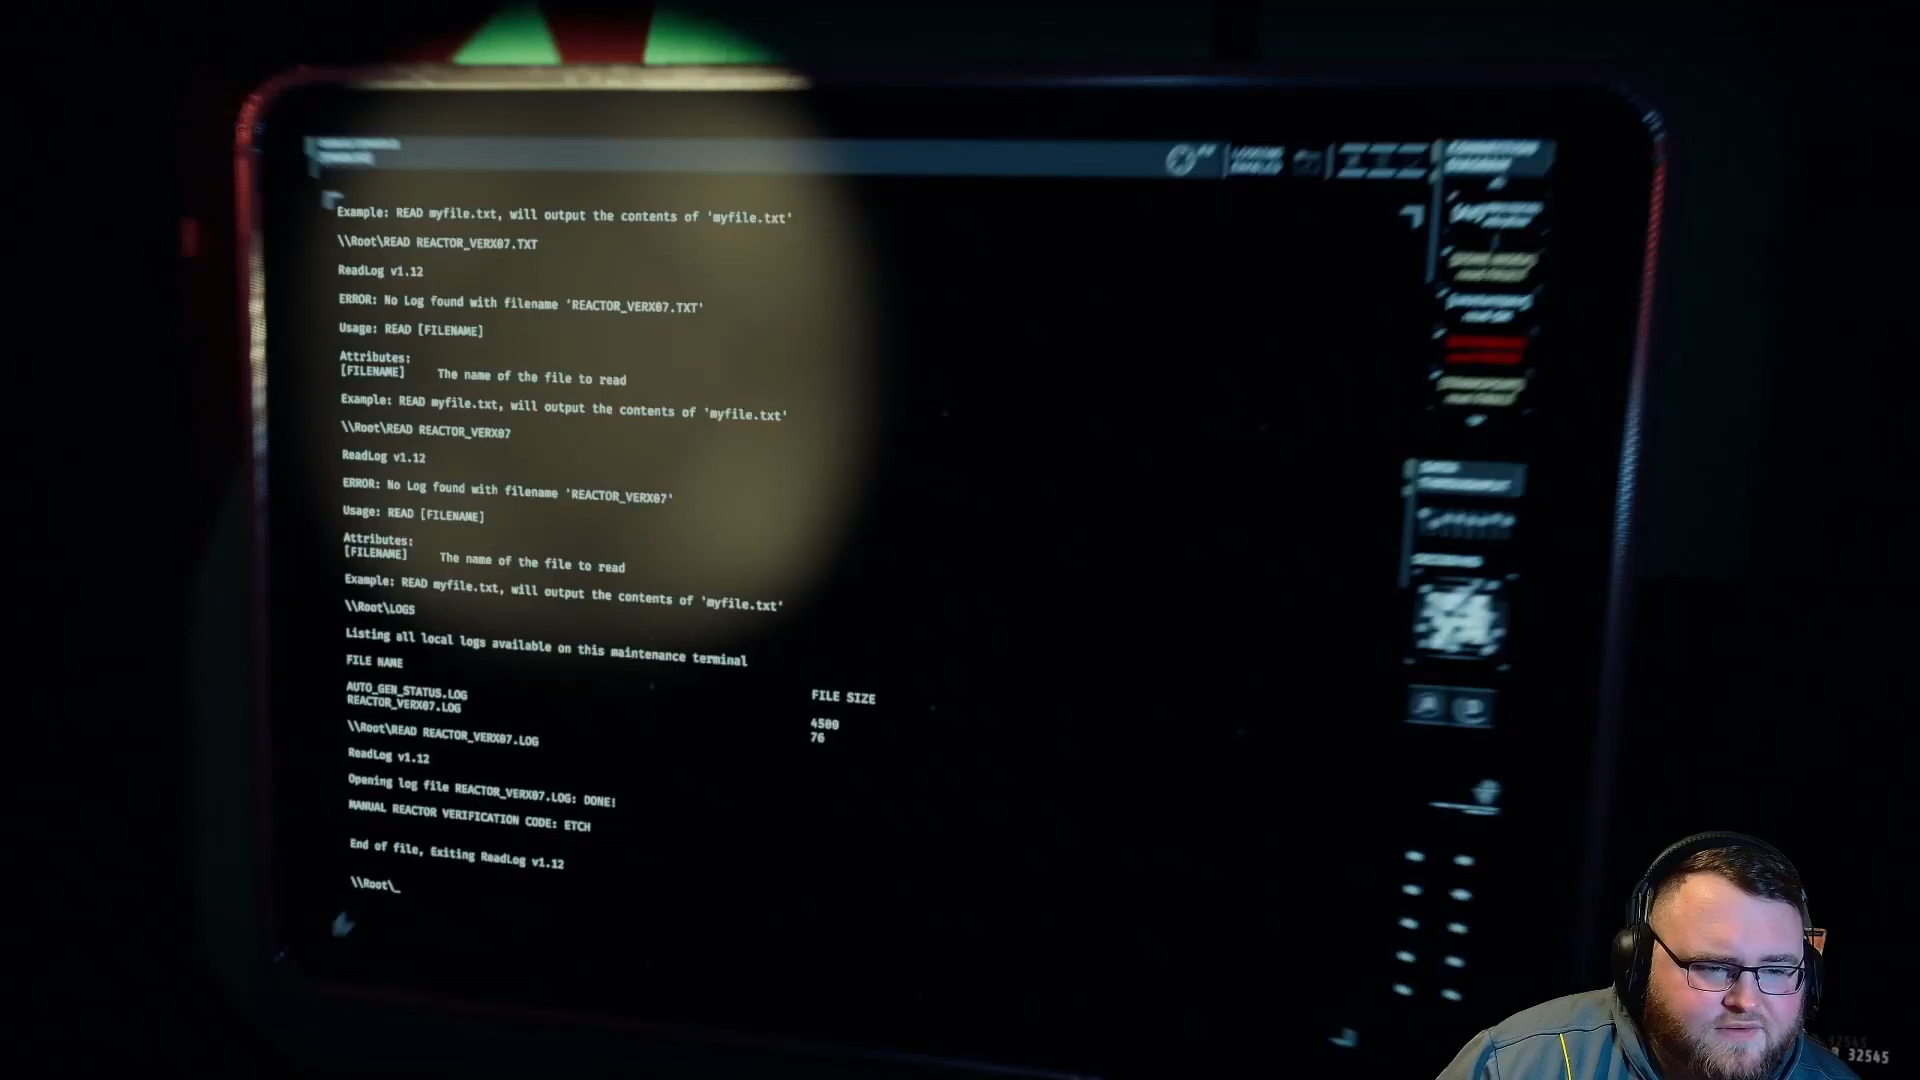 Example: READ myfile.txt, will output the contents of 'myfile.txt'
\\Root\READ REACTOR_VERX07.TXT
ReadLog v1.12
ERROR: No Log found with filename 'REACTOR_VERX07.TXT'
Usage: READ [FILENAME]
Attributes:
[FILENAME] The name of the file to read
Example: READ myfile.txt, will output the contents of 'myfile.txt'
\\Root\READ REACTOR_VERX07
ReadLog v1.12
ERROR: No Log found with filename 'REACTOR_VERX07'
Usage: READ [FILENAME]
Attributes:
[FILENAME] The name of the file to read
Example: READ myfile.txt, will output the contents of 'myfile.txt'
\\Root\LOGS
Listing all local logs available on this maintenance terminal
FILE NAME FILE SIZE
AUTO_GEN_STATUS.LOG 4500
REACTOR_VERX07.LOG 76
\\Root\READ REACTOR_VERX07.LOG
ReadLog v1.12
Opening log file REACTOR_VERX07.LOG: DONE!
MANUAL REACTOR VERIFICATION CODE: ETCH
End of file, Exiting ReadLog v1.12
\\Root\_
32545